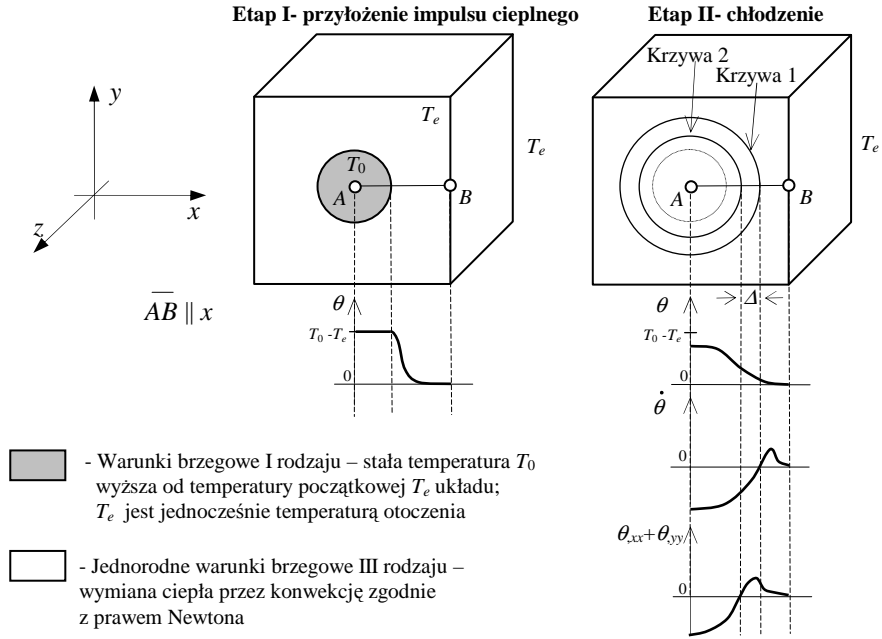 Etap I- przyłożenie impulsu cieplnego
Etap II- chłodzenie
Krzywa 2
Krzywa 1
y
x
z
T_e
T_0
A
B
T_e
T_e
A
B
AB || x
θ
T_0 -T_e
0
θ
Δ
T_0 -T_e
0
θ̇
0
θ,xx+θ,yy
0
- Warunki brzegowe I rodzaju – stała temperatura T_0
wyższa od temperatury początkowej T_e układu;
T_e jest jednocześnie temperaturą otoczenia
- Jednorodne warunki brzegowe III rodzaju –
wymiana ciepła przez konwekcję zgodnie
z prawem Newtona